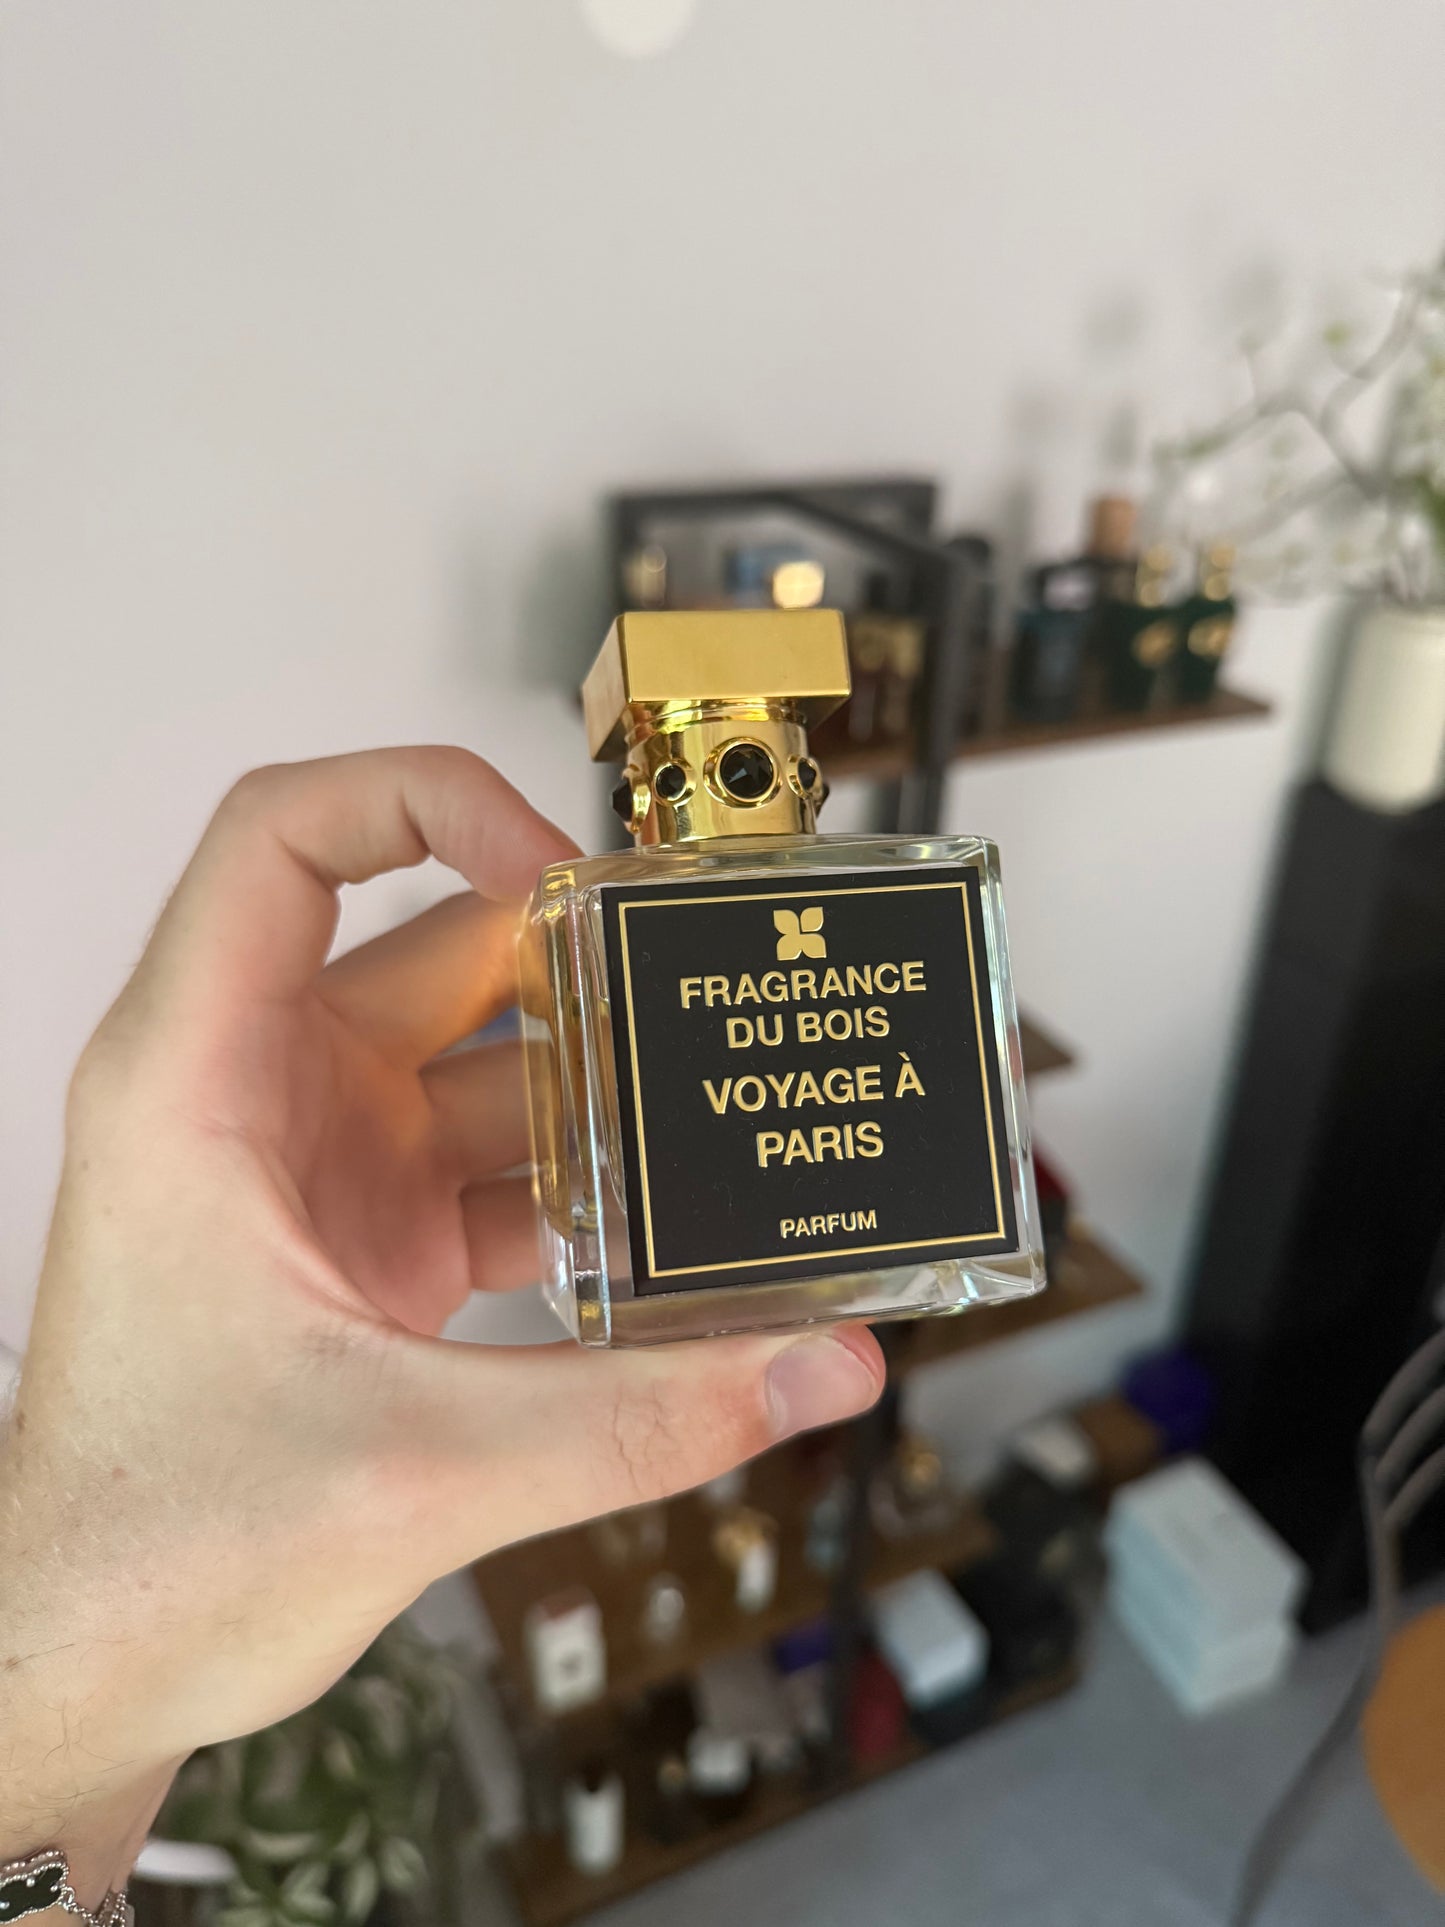 FRAGRANCE
DU BOIS
VOYAGE À
PARIS
PARFUM